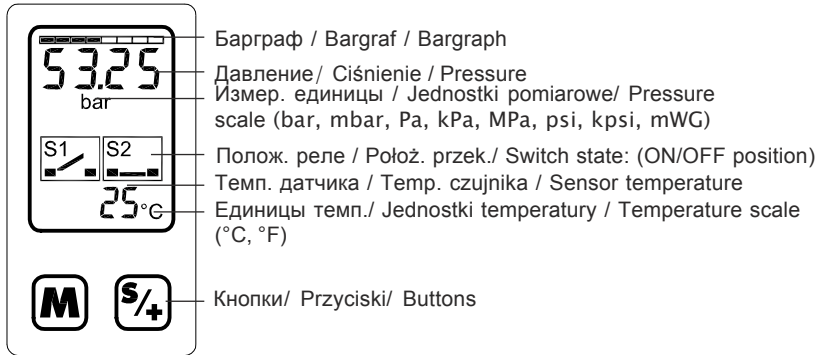 Барграф / Bargraf / Bargraph
53.25
Давление/ Ciśnienie / Pressure
bar
Измер. единицы / Jednostki pomiarowe/ Pressure
scale (bar, mbar, Pa, kPa, MPa, psi, kpsi, mWG)
S1 S2
Полож. реле / Położ. przek./ Switch state: (ON/OFF position)
Темп. датчика / Temp. czujnika / Sensor temperature
25°C
Единицы темп./ Jednostki temperatury / Temperature scale
(°C, °F)
M S/+
Кнопки/ Przyciski/ Buttons